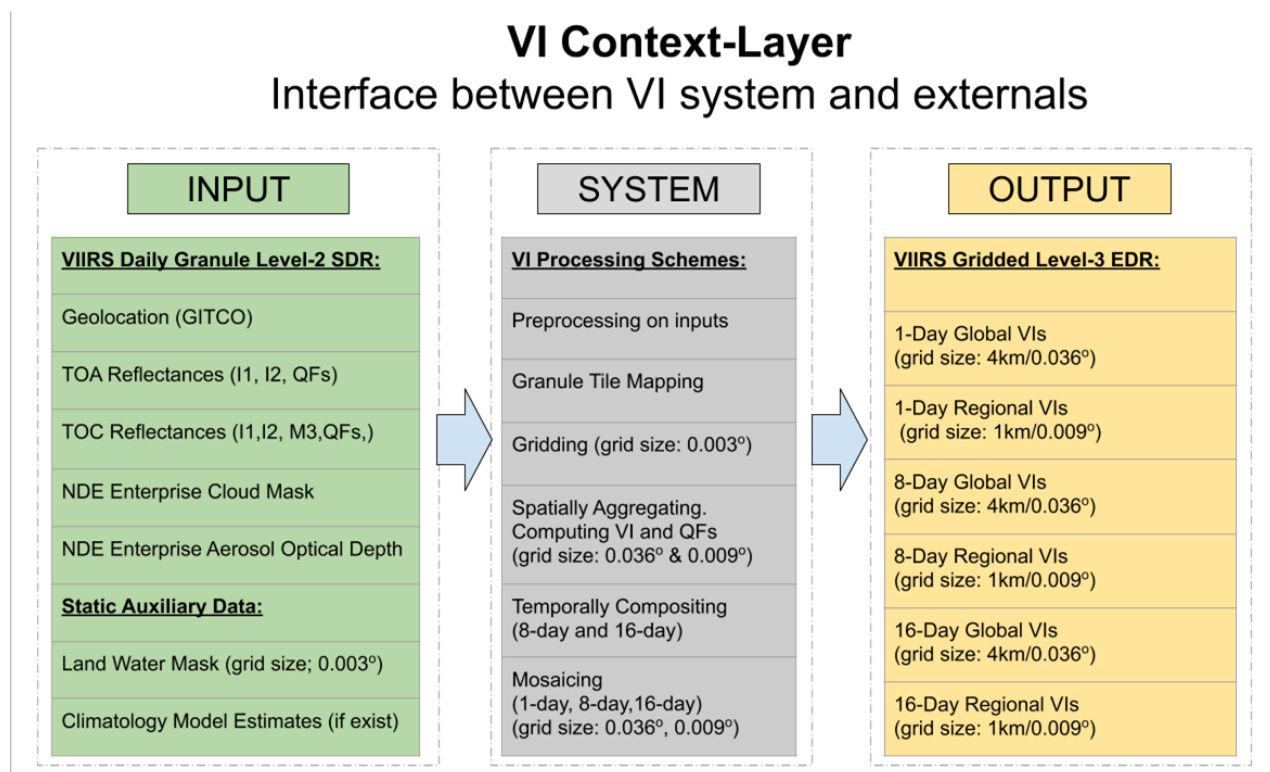 VI Context-Layer
Interface between VI system and externals
INPUT
VIIRS Daily Granule Level-2 SDR:
Geolocation (GITCO)
TOA Reflectances (I1, I2, QFs)
TOC Reflectances (I1,I2, M3,QFs,)
NDE Enterprise Cloud Mask
NDE Enterprise Aerosol Optical Depth
Static Auxiliary Data:
Land Water Mask (grid size; 0.003º)
Climatology Model Estimates (if exist)
SYSTEM
VI Processing Schemes:
Preprocessing on inputs
Granule Tile Mapping
Gridding (grid size: 0.003º)
Spatially Aggregating.
Computing VI and QFs
(grid size: 0.036º & 0.009º)
Temporally Compositing
(8-day and 16-day)
Mosaicing
(1-day, 8-day,16-day)
(grid size: 0.036º, 0.009º)
OUTPUT
VIIRS Gridded Level-3 EDR:
1-Day Global VIs
(grid size: 4km/0.036º)
1-Day Regional VIs
(grid size: 1km/0.009º)
8-Day Global VIs
(grid size: 4km/0.036º)
8-Day Regional VIs
(grid size: 1km/0.009º)
16-Day Global VIs
(grid size: 4km/0.036º)
16-Day Regional VIs
(grid size: 1km/0.009º)